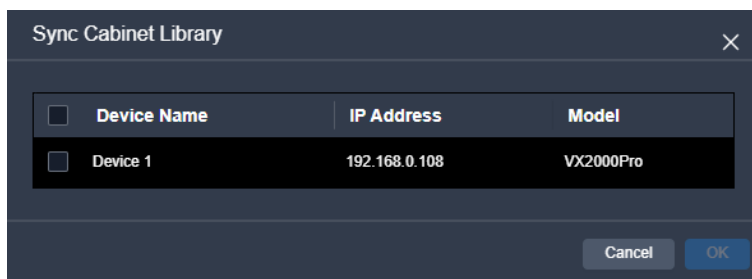 Sync Cabinet Library
Device Name IP Address Model
Device 1 192.168.0.108 VX2000Pro
Cancel OK